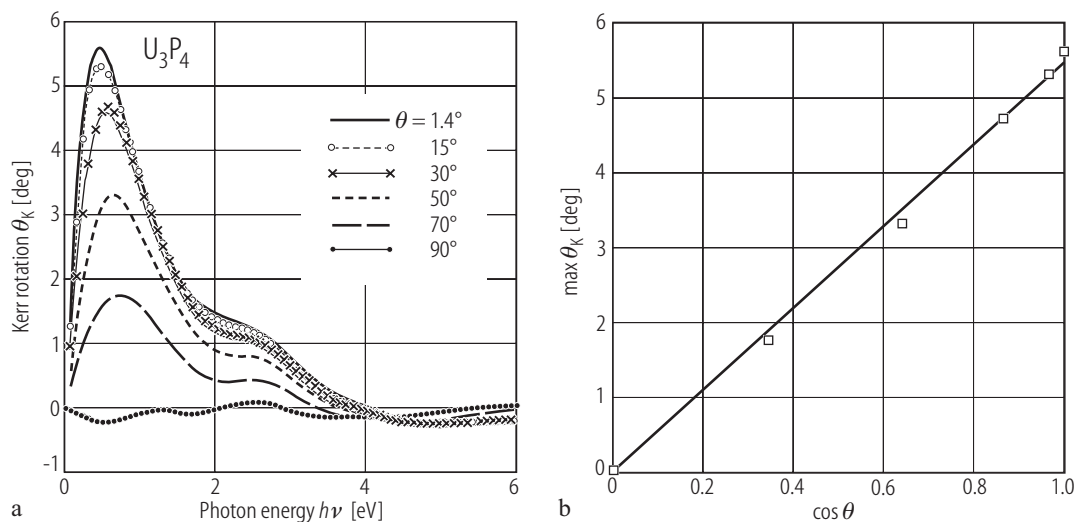 6
5
4
3
2
1
0
-1
Kerr rotation θ_K [deg]
U₃P₄
θ = 1.4°
15°
30°
50°
70°
90°
0 2 4 6
Photon energy hν [eV]
a
6
5
4
3
2
1
0
max θ_K [deg]
0 0.2 0.4 0.6 0.8 1.0
cos θ
b